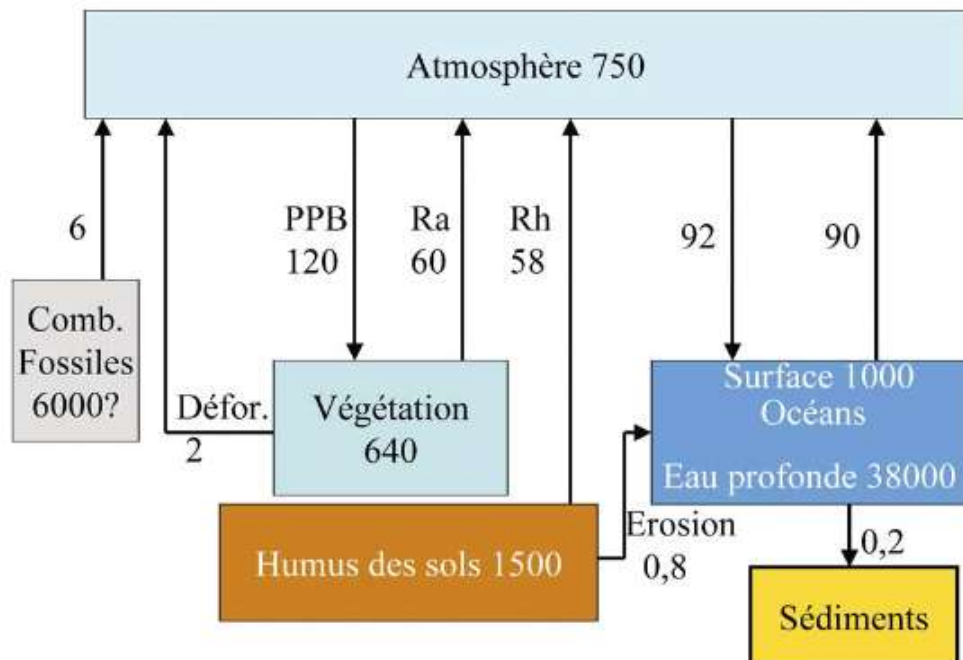 Atmosphère 750
6
PPB
120
Ra
60
Rh
58
92
90
Comb.
Fossiles
6000?
Défor.
2
Végétation
640
Surface 1000
Océans
Eau profonde 38000
Humus des sols 1500
Erosion
0,8
0,2
Sédiments